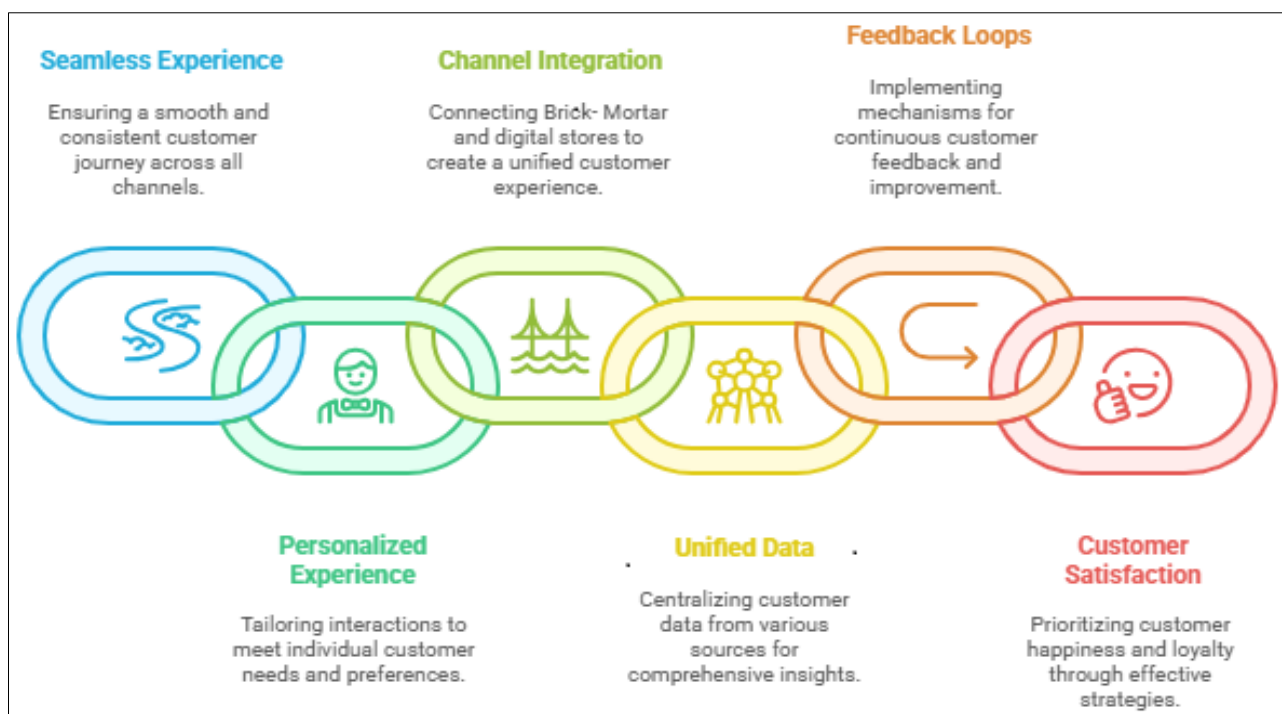 Seamless Experience
Ensuring a smooth and
consistent customer
journey across all
channels.
Channel Integration
Connecting Brick- Mortar
and digital stores to
create a unified customer
experience.
Feedback Loops
Implementing
mechanisms for
continuous customer
feedback and
improvement.
Personalized
Experience
Tailoring interactions to
meet individual customer
needs and preferences.
Unified Data
Centralizing customer
data from various
sources for
comprehensive insights.
Customer
Satisfaction
Prioritizing customer
happiness and loyalty
through effective
strategies.